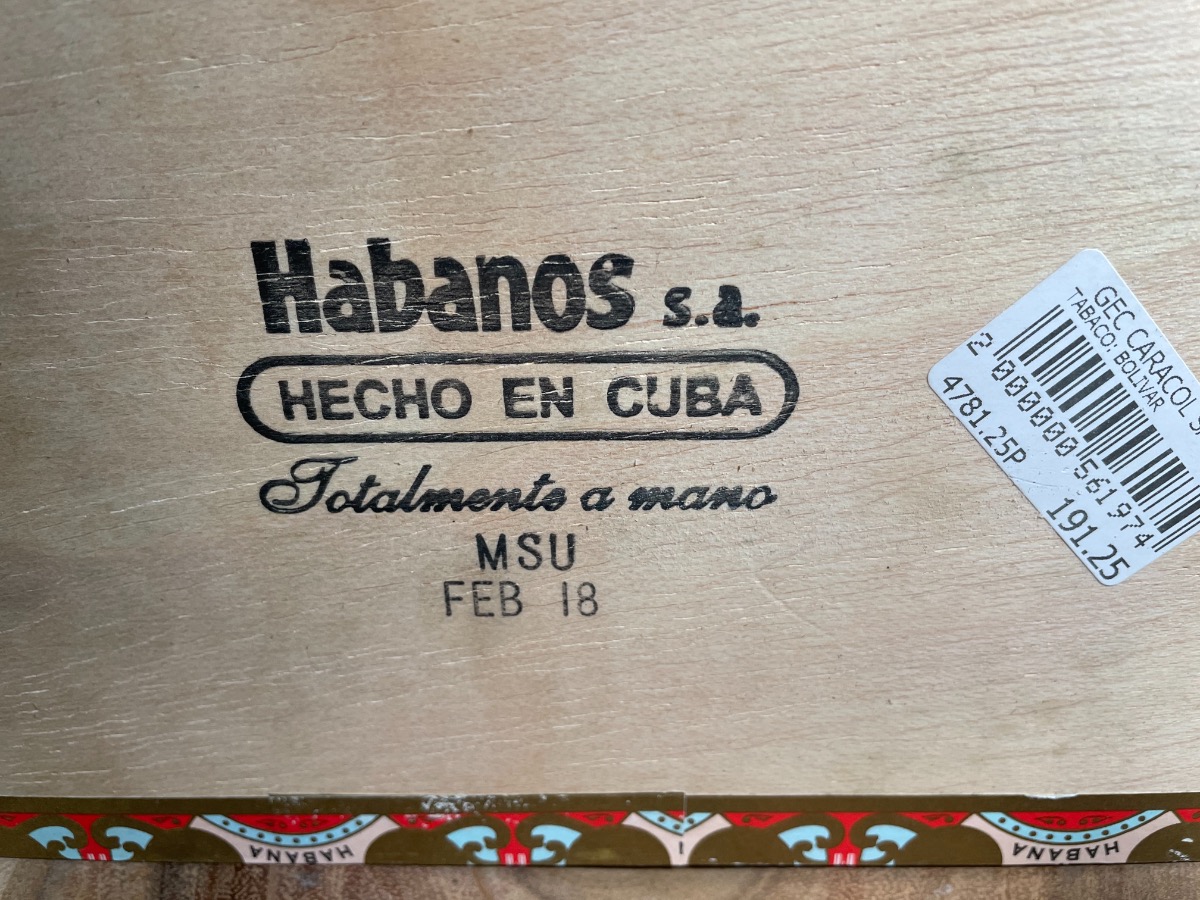 Habanos s.a.
HECHO EN CUBA
Totalmente a mano
MSU
FEB 18
GEC CARACOL
TABACO: BOLIVAR
2 000000 561974
4781.25P
191.25
HABANA
HABANA